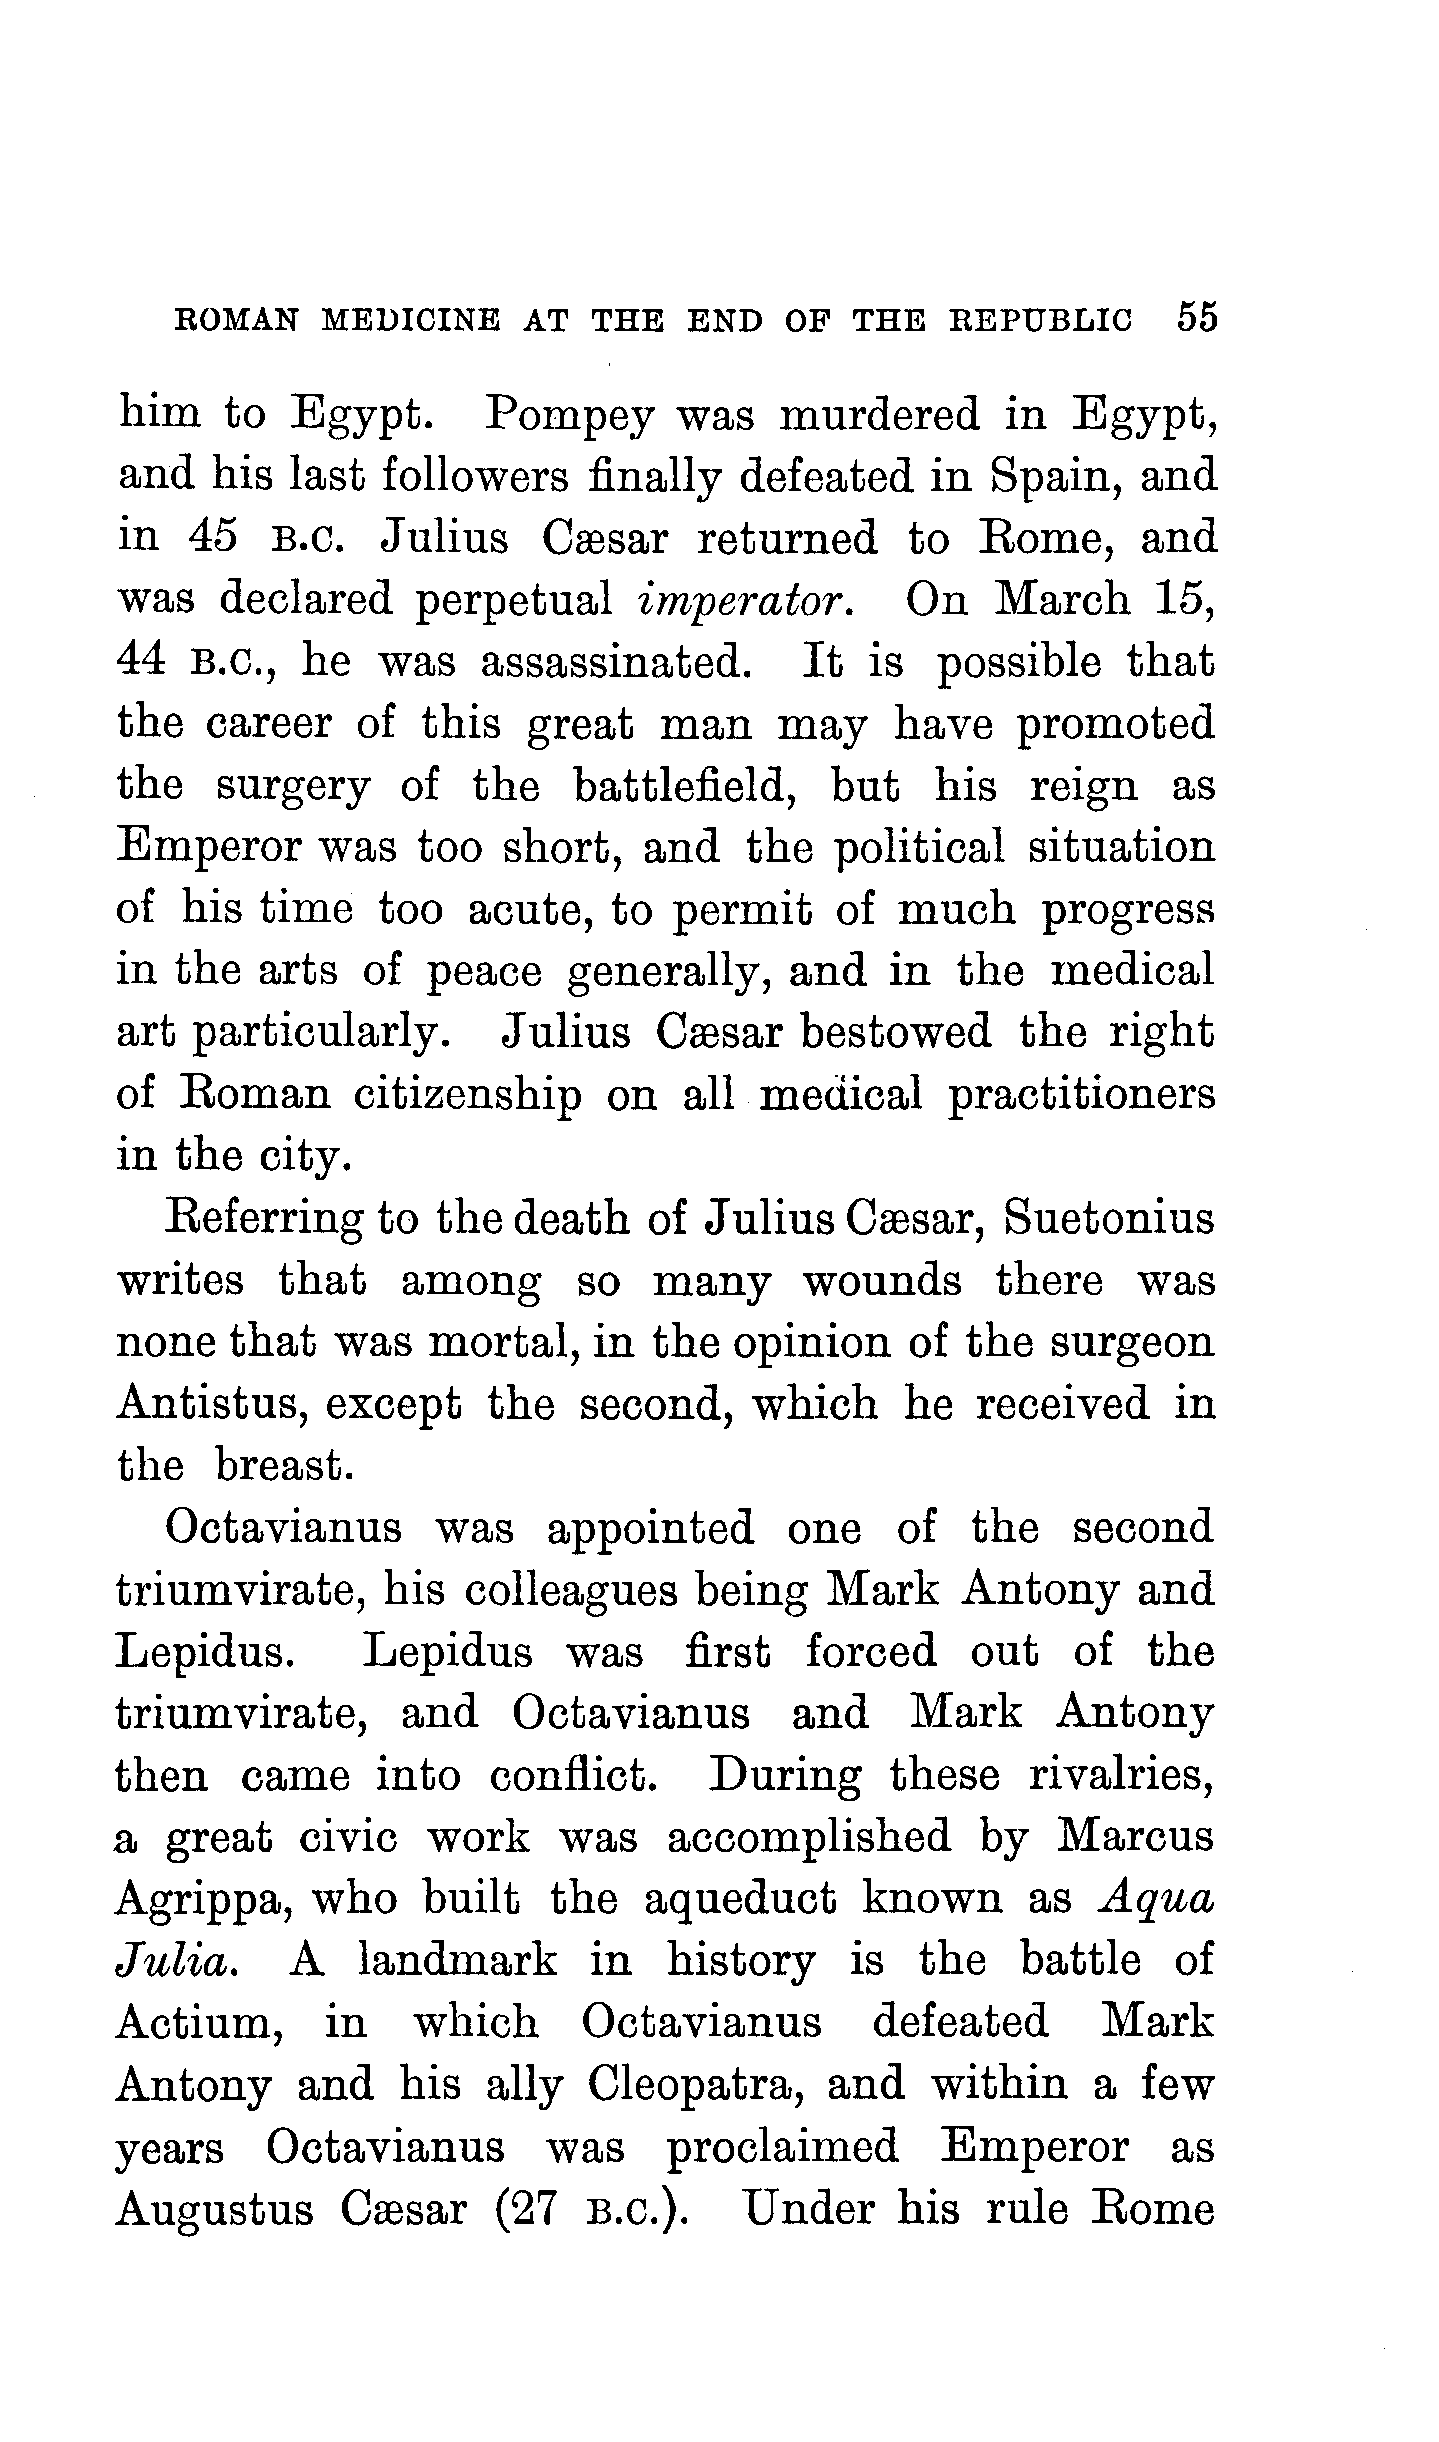 ROMAN MEDICINE AT THE END OF THE REPUBLIC 55
him to Egypt. Pompey was murdered in Egypt,
and his last followers finally defeated in Spain, and
in 45 B.C. Julius Cæsar returned to Rome, and
was declared perpetual imperator. On March 15,
44 B.C., he was assassinated. It is possible that
the career of this great man may have promoted
the surgery of the battlefield, but his reign as
Emperor was too short, and the political situation
of his time too acute, to permit of much progress
in the arts of peace generally, and in the medical
art particularly. Julius Cæsar bestowed the right
of Roman citizenship on all medical practitioners
in the city.
Referring to the death of Julius Cæsar, Suetonius
writes that among so many wounds there was
none that was mortal, in the opinion of the surgeon
Antistus, except the second, which he received in
the breast.
Octavianus was appointed one of the second
triumvirate, his colleagues being Mark Antony and
Lepidus. Lepidus was first forced out of the
triumvirate, and Octavianus and Mark Antony
then came into conflict. During these rivalries,
a great civic work was accomplished by Marcus
Agrippa, who built the aqueduct known as Aqua
Julia. A landmark in history is the battle of
Actium, in which Octavianus defeated Mark
Antony and his ally Cleopatra, and within a few
years Octavianus was proclaimed Emperor as
Augustus Cæsar (27 B.C.). Under his rule Rome